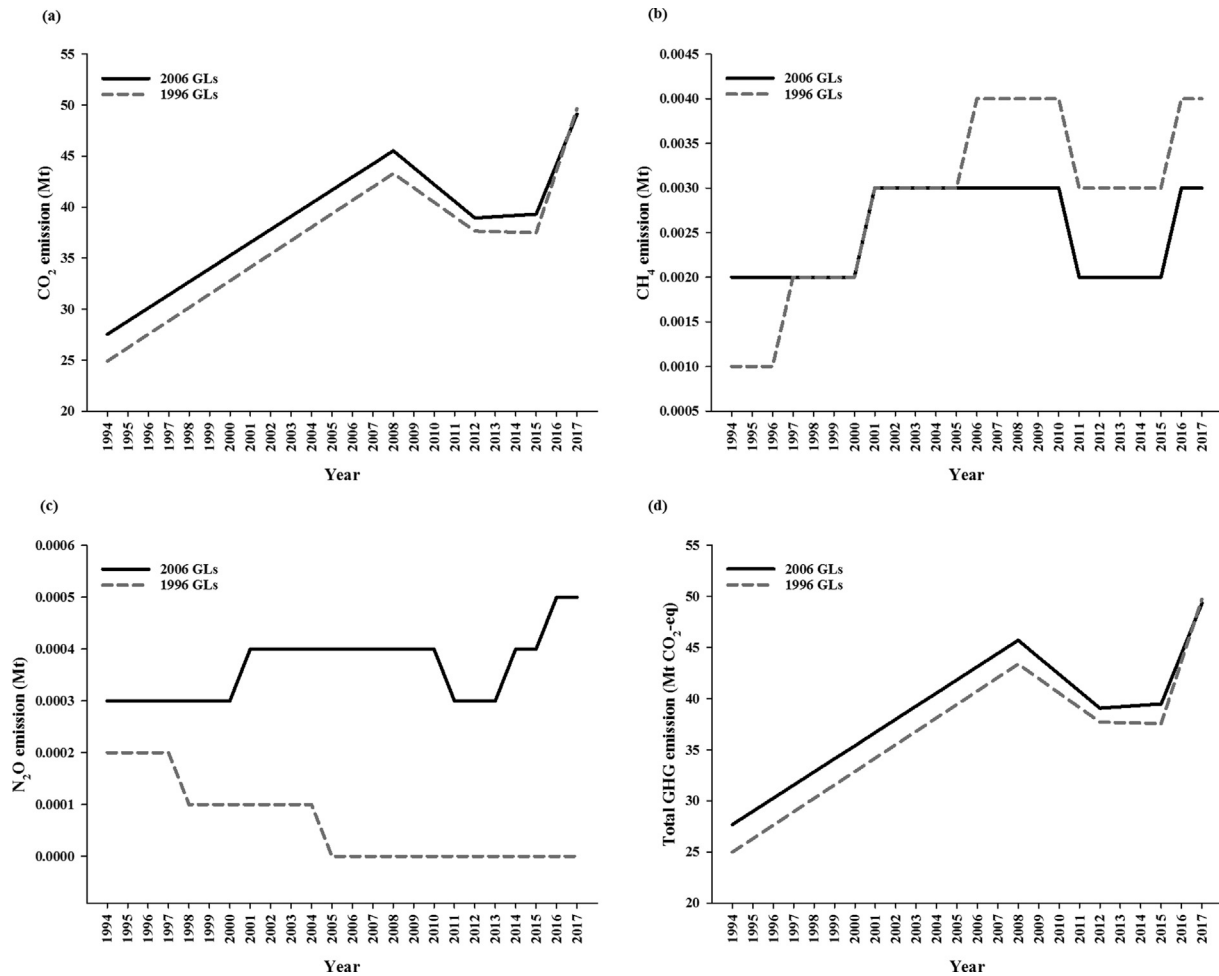 (a)
55
50
45
40
35
30
25
20
CO2 emission (Mt)
2006 GLs
1996 GLs
1994 1995 1996 1997 1998 1999 2000 2001 2002 2003 2004 2005 2006 2007 2008 2009 2010 2011 2012 2013 2014 2015 2016 2017
Year
(b)
0.0045
0.0040
0.0035
0.0030
0.0025
0.0020
0.0015
0.0010
0.0005
CH4 emission (Mt)
2006 GLs
1996 GLs
1994 1995 1996 1997 1998 1999 2000 2001 2002 2003 2004 2005 2006 2007 2008 2009 2010 2011 2012 2013 2014 2015 2016 2017
Year
(c)
0.0006
0.0005
0.0004
0.0003
0.0002
0.0001
0.0000
N2O emission (Mt)
2006 GLs
1996 GLs
1994 1995 1996 1997 1998 1999 2000 2001 2002 2003 2004 2005 2006 2007 2008 2009 2010 2011 2012 2013 2014 2015 2016 2017
Year
(d)
55
50
45
40
35
30
25
20
Total GHG emission (Mt CO2-eq)
2006 GLs
1996 GLs
1994 1995 1996 1997 1998 1999 2000 2001 2002 2003 2004 2005 2006 2007 2008 2009 2010 2011 2012 2013 2014 2015 2016 2017
Year